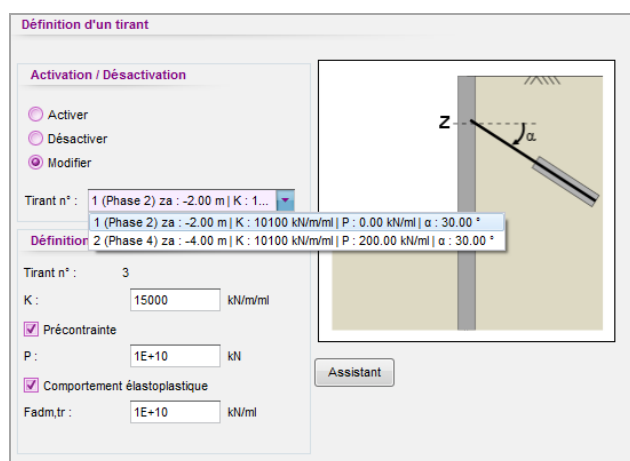 Définition d'un tirant
Activation / Désactivation
Activer
Désactiver
Modifier
Tirant n° : 1 (Phase 2) za : -2.00 m | K : 1...
1 (Phase 2) za : -2.00 m | K : 10100 kN/m/ml | P : 0.00 kN/ml | α : 30.00 °
2 (Phase 4) za : -4.00 m | K : 10100 kN/m/ml | P : 200.00 kN/ml | α : 30.00 °
Définition
Tirant n° : 3
K : 15000 kN/m/ml
Précontrainte
P : 1E+10 kN
Comportement élastoplastique
Fadm,tr : 1E+10 kN/ml
Z
α
Assistant